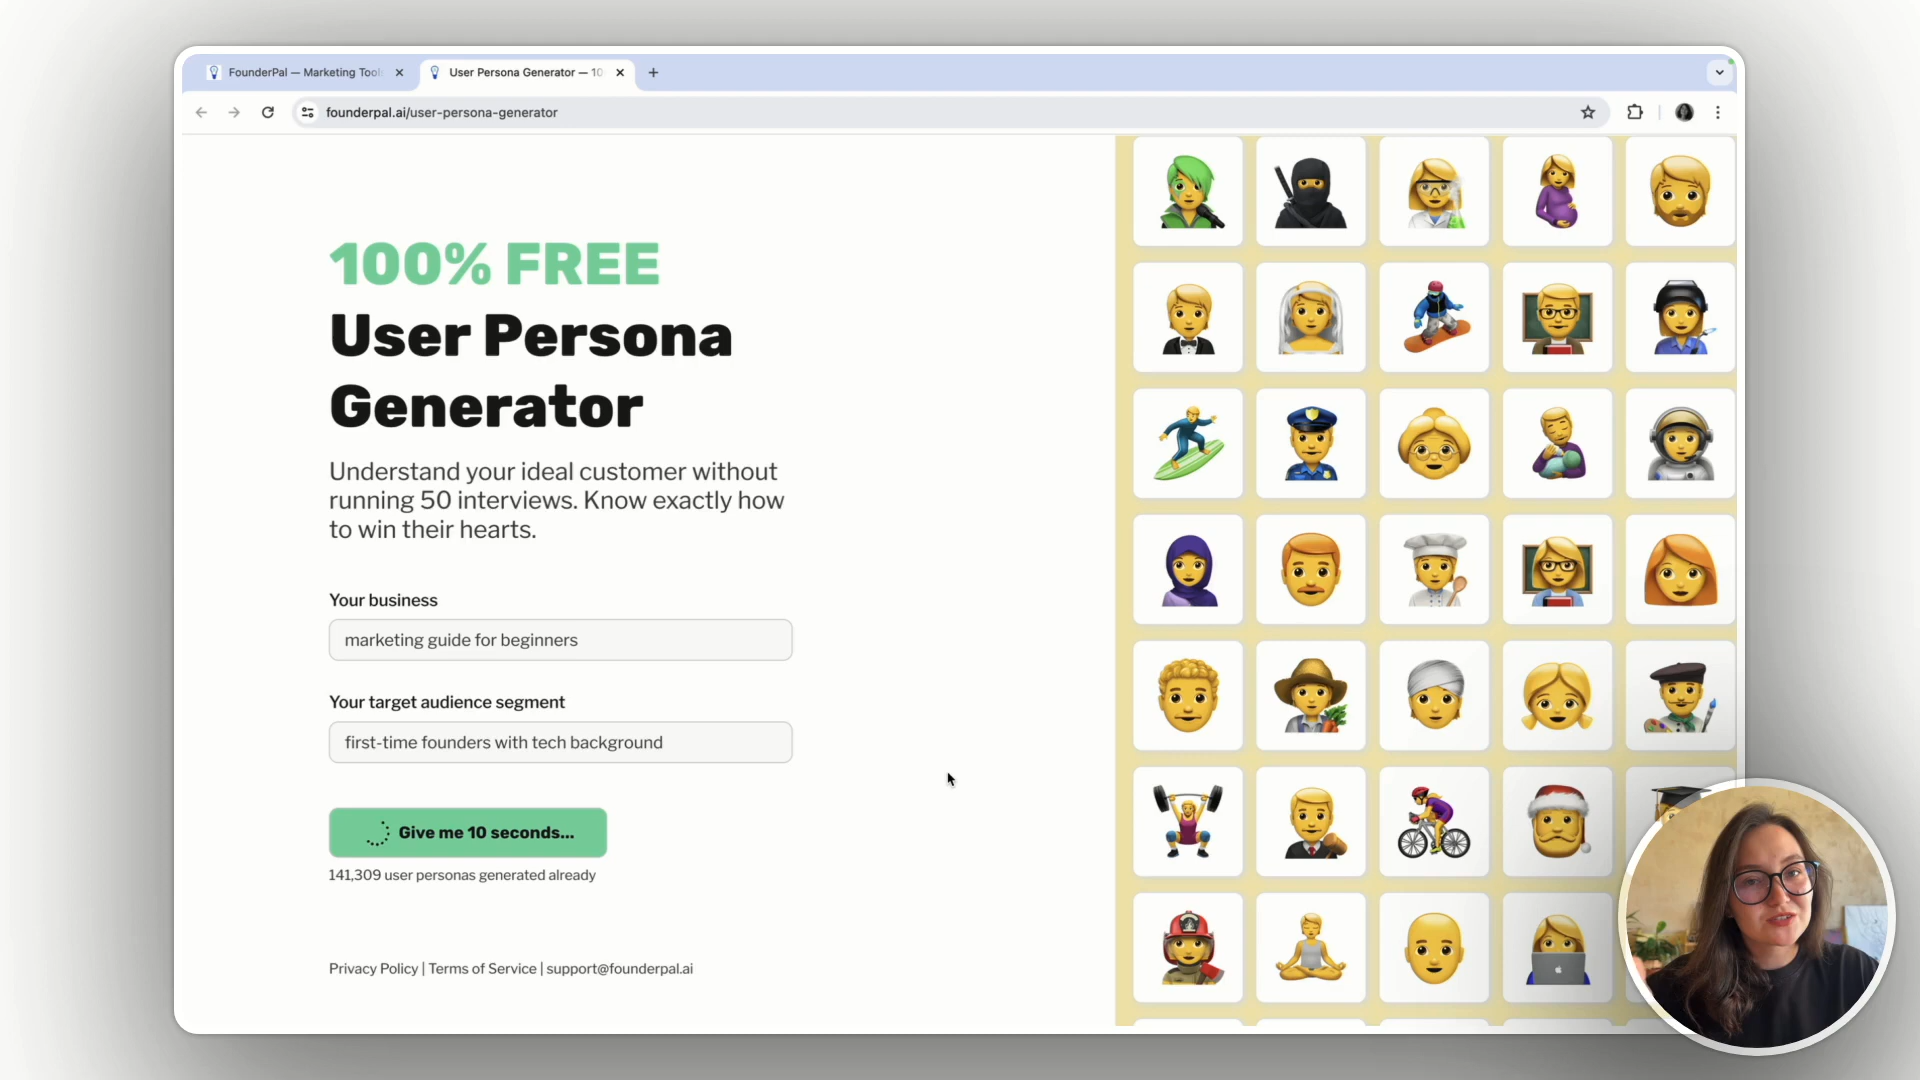 FounderPal — Marketing Tool
User Persona Generator — 10
founderpal.ai/user-persona-generator
100% FREE
User Persona
Generator
Understand your ideal customer without
running 50 interviews. Know exactly how
to win their hearts.
Your business
marketing guide for beginners
Your target audience segment
first-time founders with tech background
Give me 10 seconds...
141,309 user personas generated already
Privacy Policy | Terms of Service | support@founderpal.ai